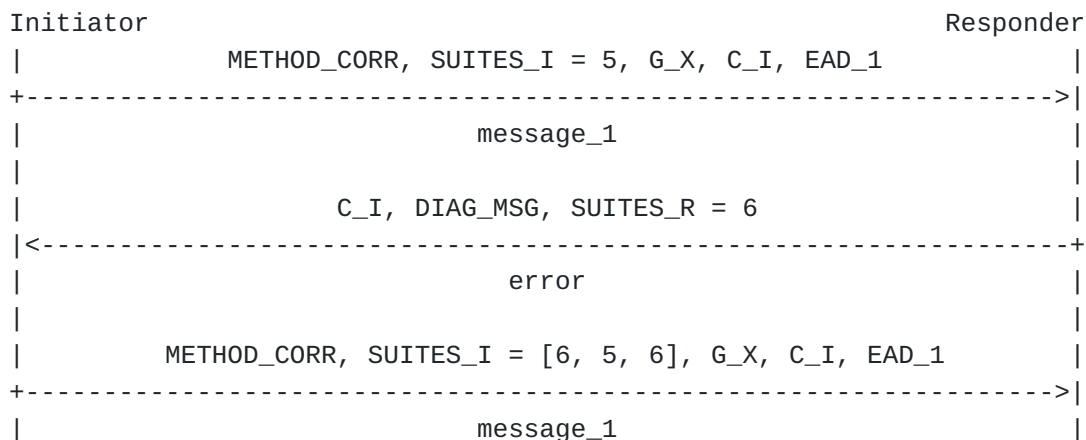 Initiator                                                   Responder
|             METHOD_CORR, SUITES_I = 5, G_X, C_I, EAD_1            |
+------------------------------------------------------------------>|
|                             message_1                             |
|                                                                   |
|                    C_I, DIAG_MSG, SUITES_R = 6                    |
|<------------------------------------------------------------------+
|                               error                               |
|                                                                   |
|         METHOD_CORR, SUITES_I = [6, 5, 6], G_X, C_I, EAD_1        |
+------------------------------------------------------------------>|
|                             message_1                             |